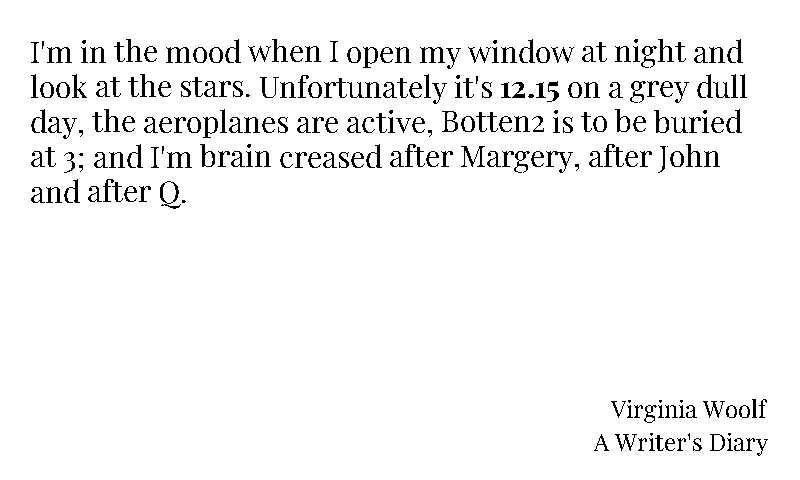 I'm in the mood when I open my window at night and
look at the stars. Unfortunately it's 12.15 on a grey dull
day, the aeroplanes are active, Botten2 is to be buried
at 3; and I'm brain creased after Margery, after John
and after Q.
Virginia Woolf
A Writer's Diary